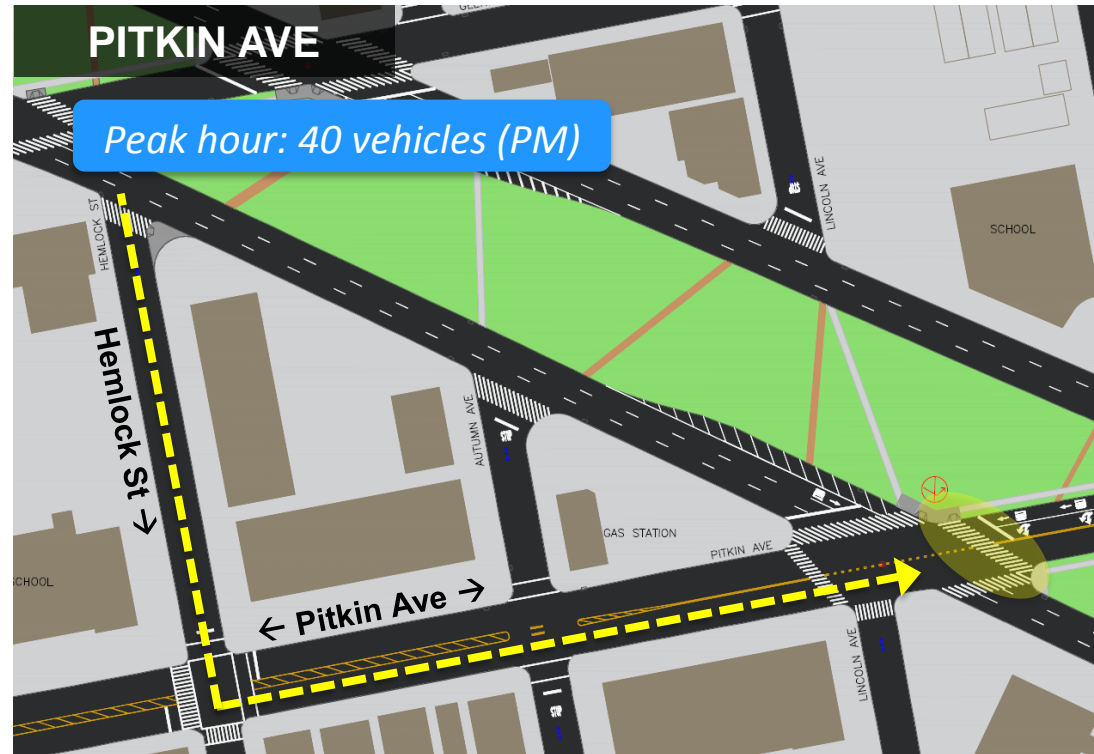 PITKIN AVE
Peak hour: 40 vehicles (PM)
HEMLOCK ST
LINCOLN AVE
SCHOOL
Hemlock St →
AUTUMN AVE
GAS STATION
PITKIN AVE
SCHOOL
← Pitkin Ave →
LINCOLN AVE